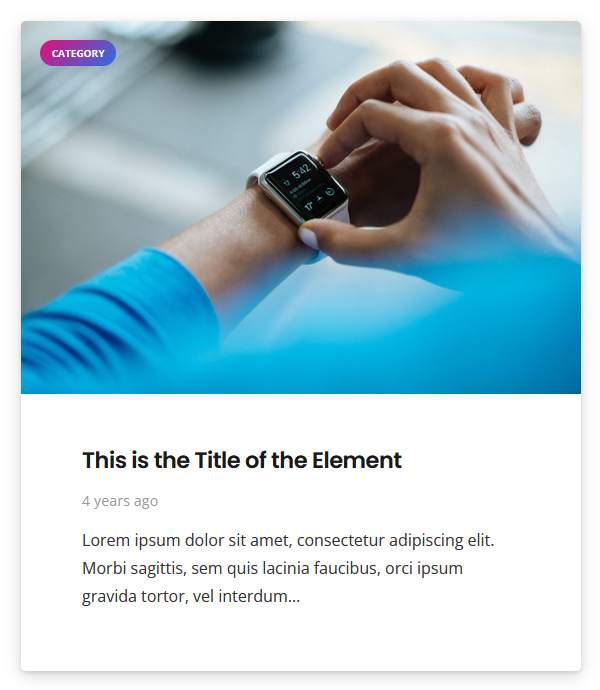 CATEGORY
5:42
17°
This is the Title of the Element
4 years ago
Lorem ipsum dolor sit amet, consectetur adipiscing elit.
Morbi sagittis, sem quis lacinia faucibus, orci ipsum
gravida tortor, vel interdum...